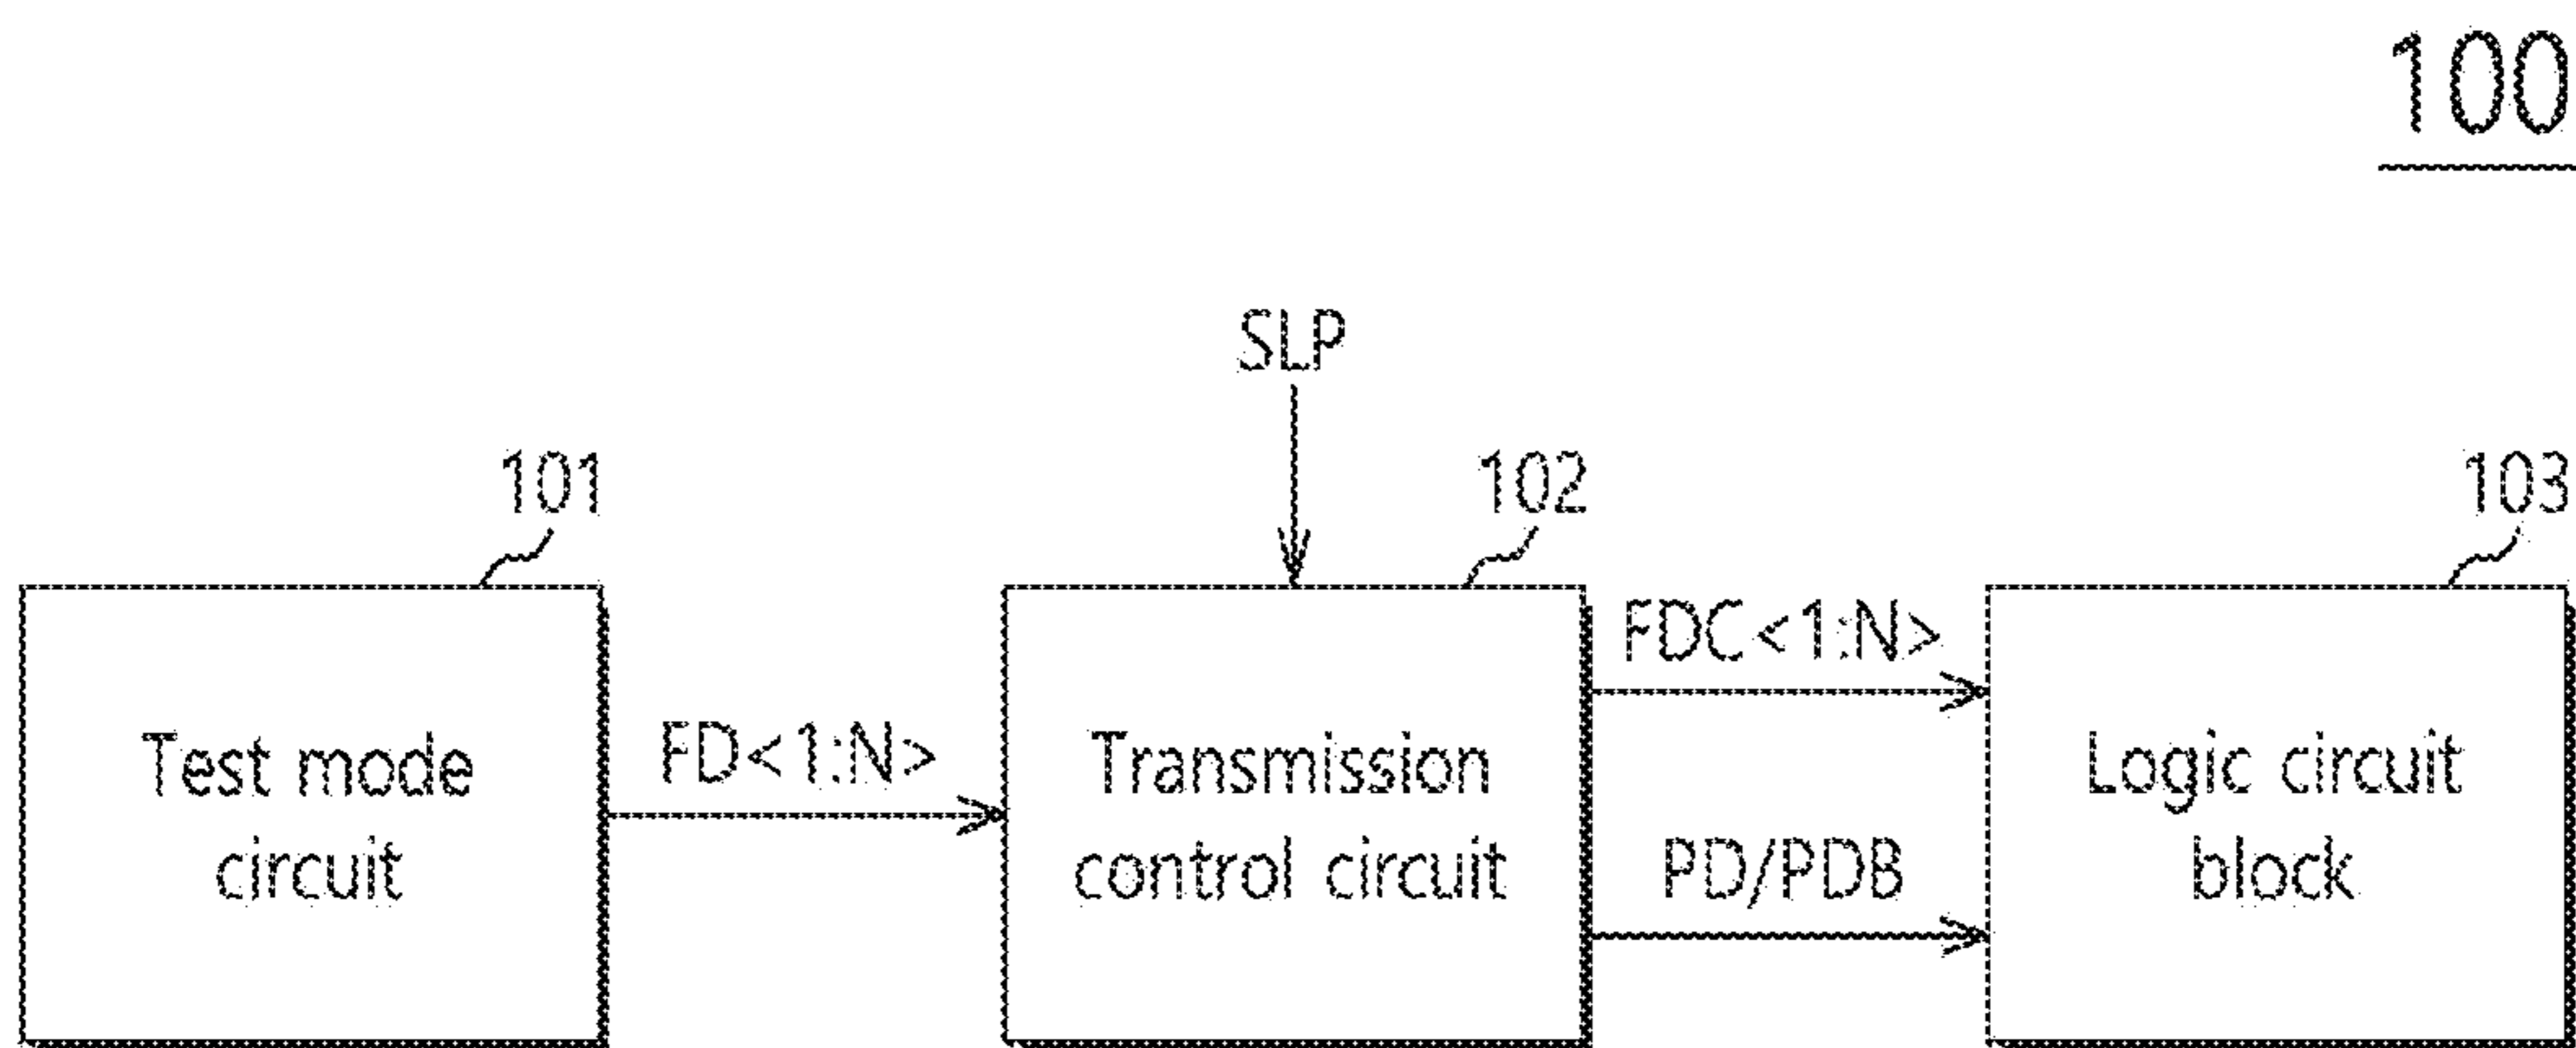 100
SLP
101
102
103
FDC<1:N>
Test mode
circuit
FD<1:N>
Transmission
control circuit
PD/PDB
Logic circuit
block